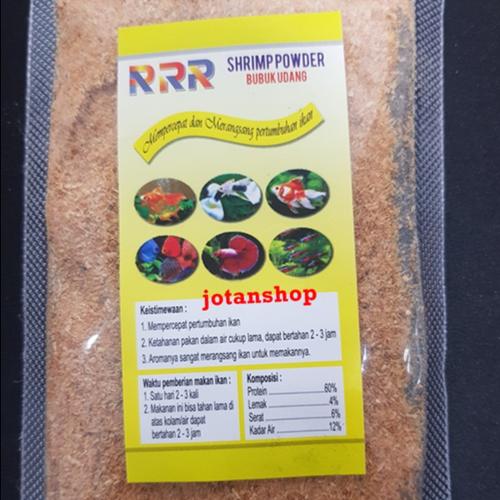 RRR
SHRIMP POWDER
BUBUK UDANG
Mempercepat dan Merangsang pertumbuhan ikan
jotanshop
Keistimewaan :
1. Mempercepat pertumbuhan ikan
2. Ketahanan pakan dalam air cukup lama, dapat bertahan 2 - 3 jam
3. Aromanya sangat merangsang ikan untuk memakannya.
Waktu pemberian makan ikan :
1. Satu hari 2 - 3 kali
2. Makanan ini bisa tahan lama di
atas kolam/air dapat
bertahan 2 - 3 jam
Komposisi :
Protein ........................ 60%
Lemak ........................ 4%
Serat ........................ 6%
Kadar Air ........................ 12%